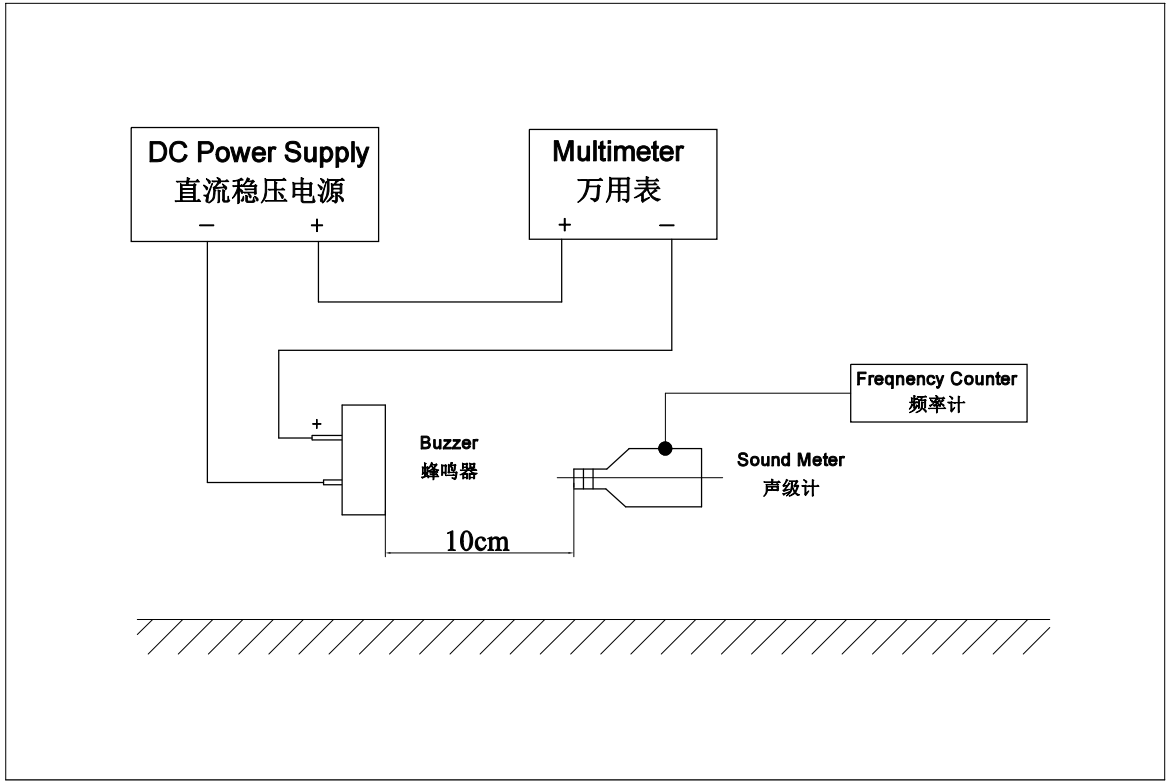 DC Power Supply
直流稳压电源
− +
Multimeter
万用表
+ −
Freqnency Counter
频率计
+
Buzzer
蜂鸣器
Sound Meter
声级计
10cm